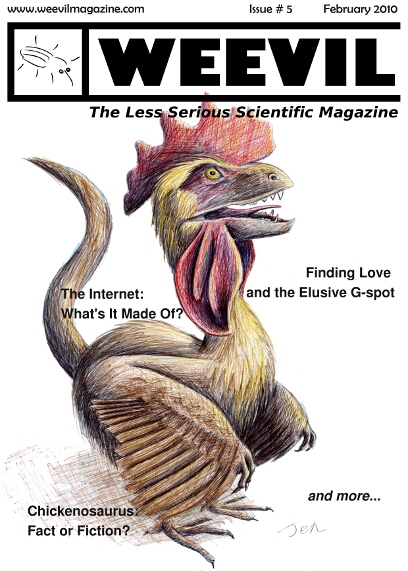 www.weevilmagazine.com Issue # 5 February 2010
WEEVIL
The Less Serious Scientific Magazine
Finding Love
and the Elusive G-spot
The Internet:
What's It Made Of?
and more...
Chickenosaurus:
Fact or Fiction?